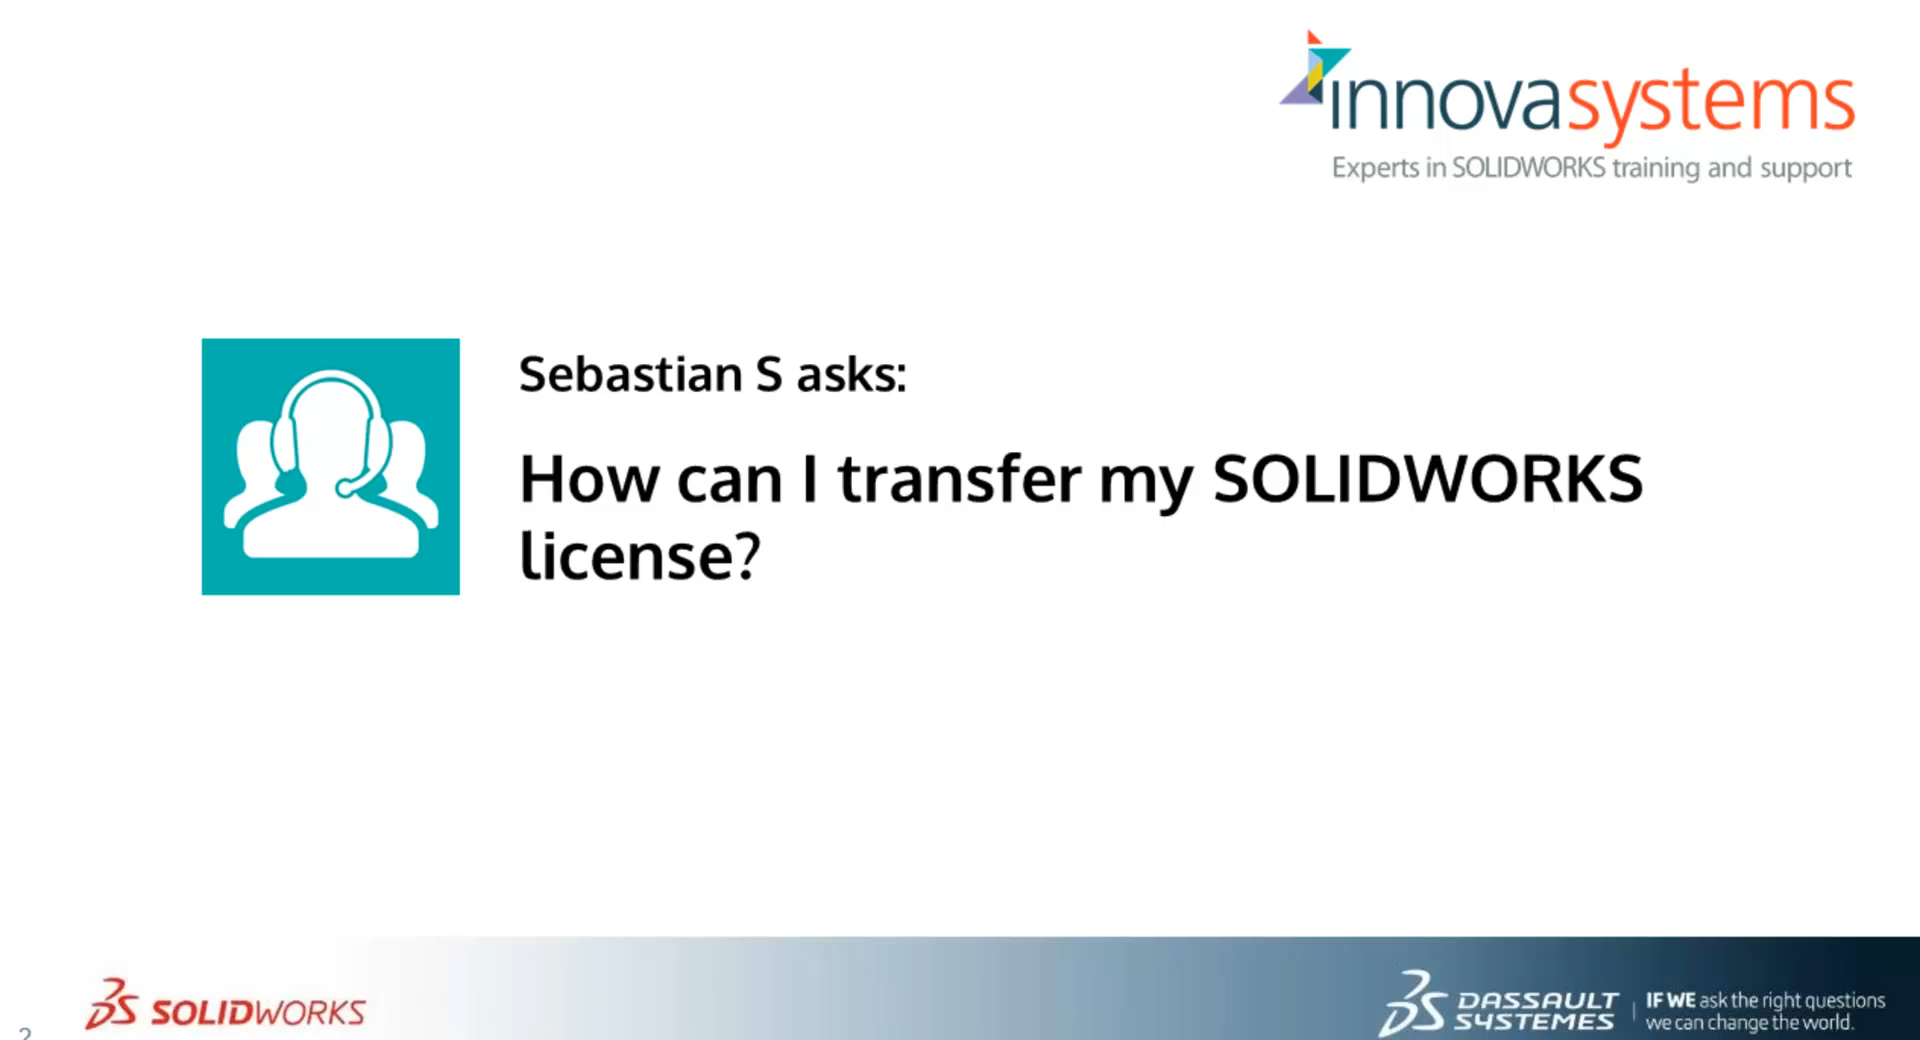 innovasystems
Experts in SOLIDWORKS training and support
Sebastian S asks:
How can I transfer my SOLIDWORKS
license?
2
SOLIDWORKS
DASSAULT
SYSTEMES
IF WE ask the right questions
we can change the world.